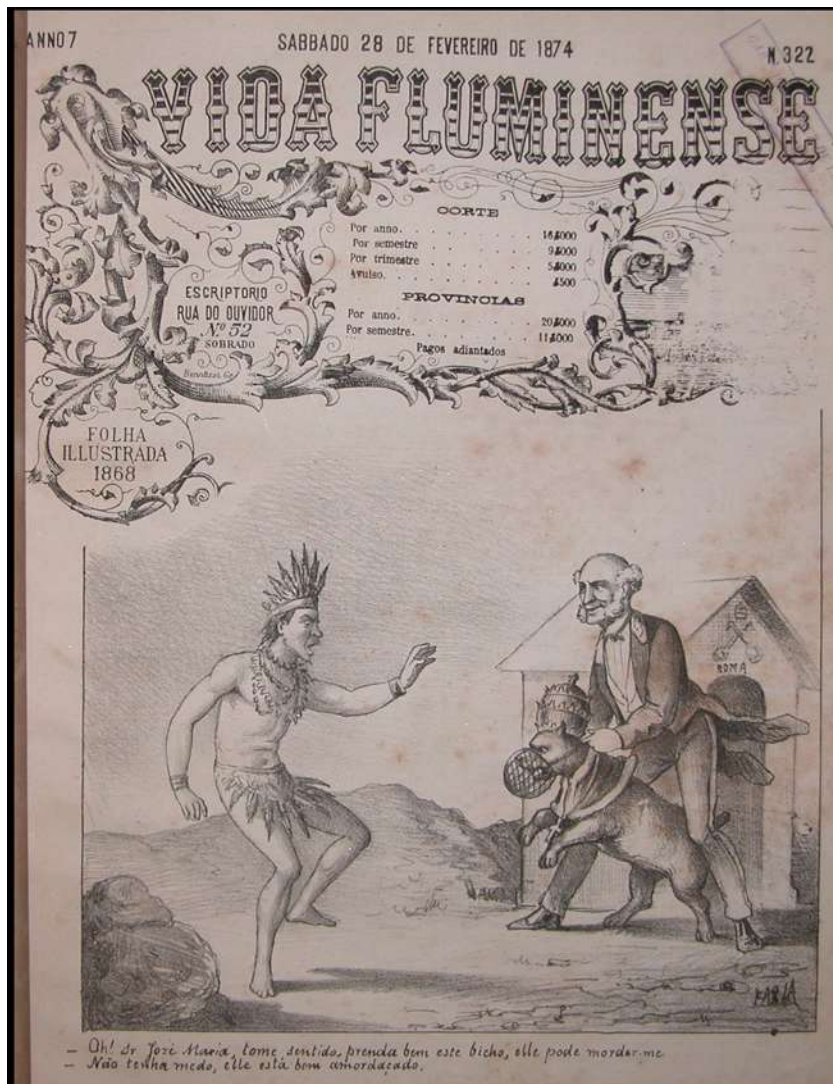 ANNO 7
SABBADO 28 DE FEVEREIRO DE 1874
N. 322
VIDA FLUMINENSE
CORTE
Por anno. . . . . . . . . 16$000
Por semestre . . . . . . . 9$000
Por trimestre . . . . . . . 5$000
Avulso. . . . . . . . . . $500
PROVINCIAS
Por anno. . . . . . . . . 20$000
Por semestre. . . . . . . . 11$000
Pagos adiantados
ESCRIPTORIO
RUA DO OUVIDOR
Nº 52
SOBRADO
FOLHA
ILLUSTRADA
1868
ROMA
FARIA
– Oh! Sr José Maria, tome sentido, prenda bem este bicho, elle pode morder-me.
– Não tenha medo, elle está bem amordaçado.